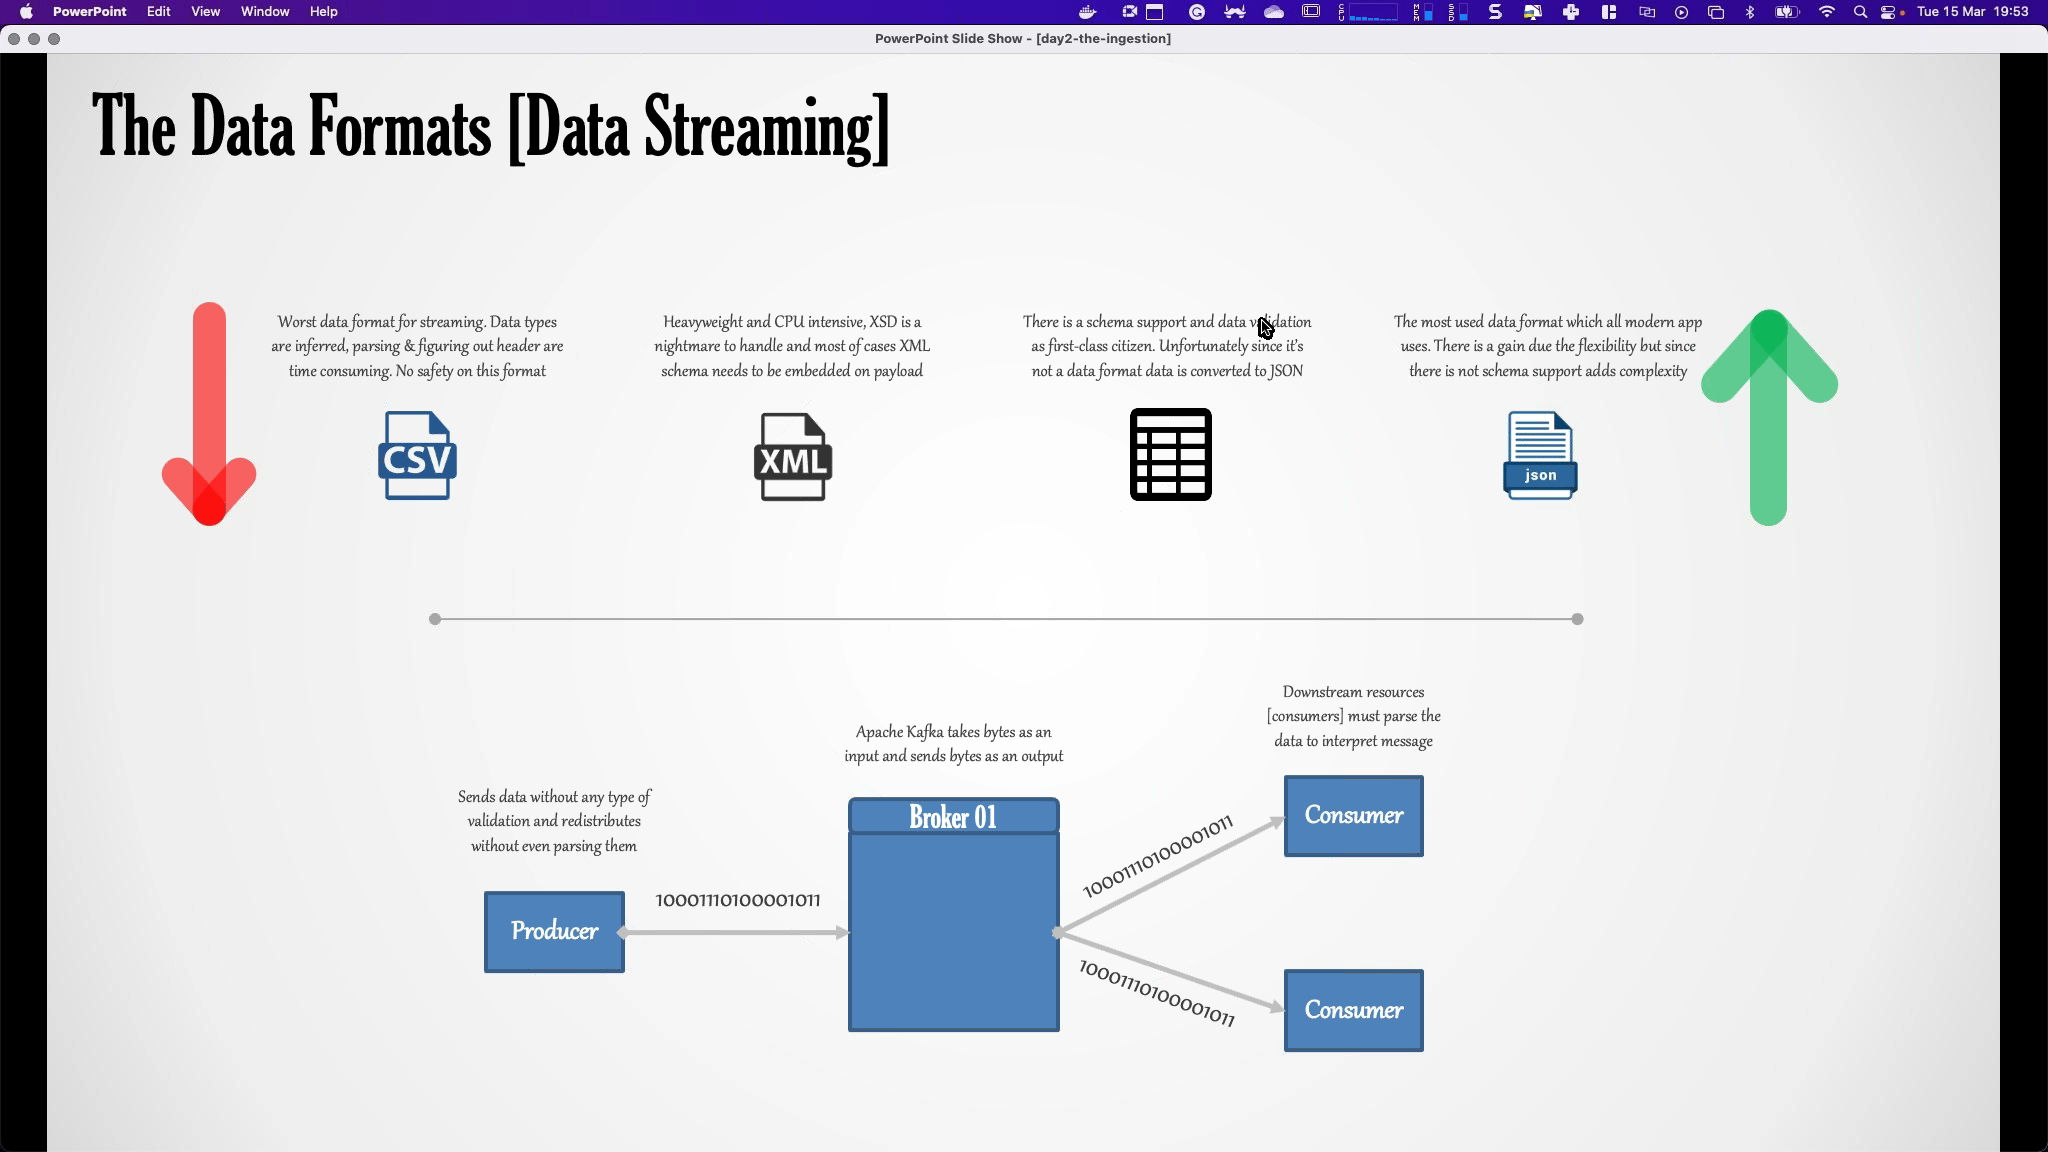 PowerPoint Edit View Window Help Tue 15 Mar 19:53
PowerPoint Slide Show - [day2-the-ingestion]
The Data Formats [Data Streaming]
Worst data format for streaming. Data types
are inferred, parsing & figuring out header are
time consuming. No safety on this format
CSV
Heavyweight and CPU intensive, XSD is a
nightmare to handle and most of cases XML
schema needs to be embedded on payload
XML
There is a schema support and data validation
as first-class citizen. Unfortunately since it's
not a data format data is converted to JSON
The most used data format which all modern app
uses. There is a gain due the flexibility but since
there is not schema support adds complexity
json
Sends data without any type of
validation and redistributes
without even parsing them
Producer
10001110100001011
Apache Kafka takes bytes as an
input and sends bytes as an output
Broker 01
10001110100001011
10001110100001011
Downstream resources
[consumers] must parse the
data to interpret message
Consumer
Consumer